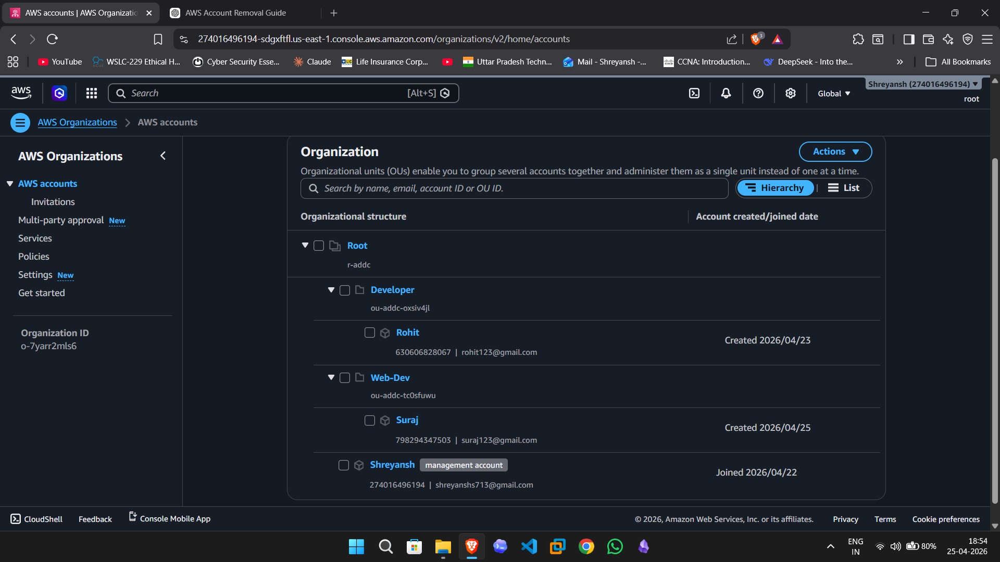 AWS accounts | AWS Organizatio
AWS Account Removal Guide
274016496194-sdgxftfl.us-east-1.console.aws.amazon.com/organizations/v2/home/accounts
3
YouTube
WSLC-229 Ethical H...
Cyber Security Esse...
Claude
Life Insurance Corp...
Uttar Pradesh Techn...
Mail - Shreyansh -...
CCNA: Introduction...
DeepSeek - Into the...
All Bookmarks
aws
Search
[Alt+S]
Global
Shreyansh (274016496194)
root
AWS Organizations
AWS accounts
AWS Organizations
AWS accounts
Invitations
Multi-party approval New
Services
Policies
Settings New
Get started
Organization ID
o-7yarr2mls6
Organization
Actions
Organizational units (OUs) enable you to group several accounts together and administer them as a single unit instead of one at a time.
Search by name, email, account ID or OU ID.
Hierarchy
List
Organizational structure
Account created/joined date
Root
r-addc
Developer
ou-addc-oxsiv4jl
Rohit
630606828067 | rohit123@gmail.com
Created 2026/04/23
Web-Dev
ou-addc-tc0sfuwu
Suraj
798294347503 | suraj123@gmail.com
Created 2026/04/25
Shreyansh management account
274016496194 | shreyanshs713@gmail.com
Joined 2026/04/22
CloudShell
Feedback
Console Mobile App
© 2026, Amazon Web Services, Inc. or its affiliates.
Privacy
Terms
Cookie preferences
ENG
IN
80%
18:54
25-04-2026